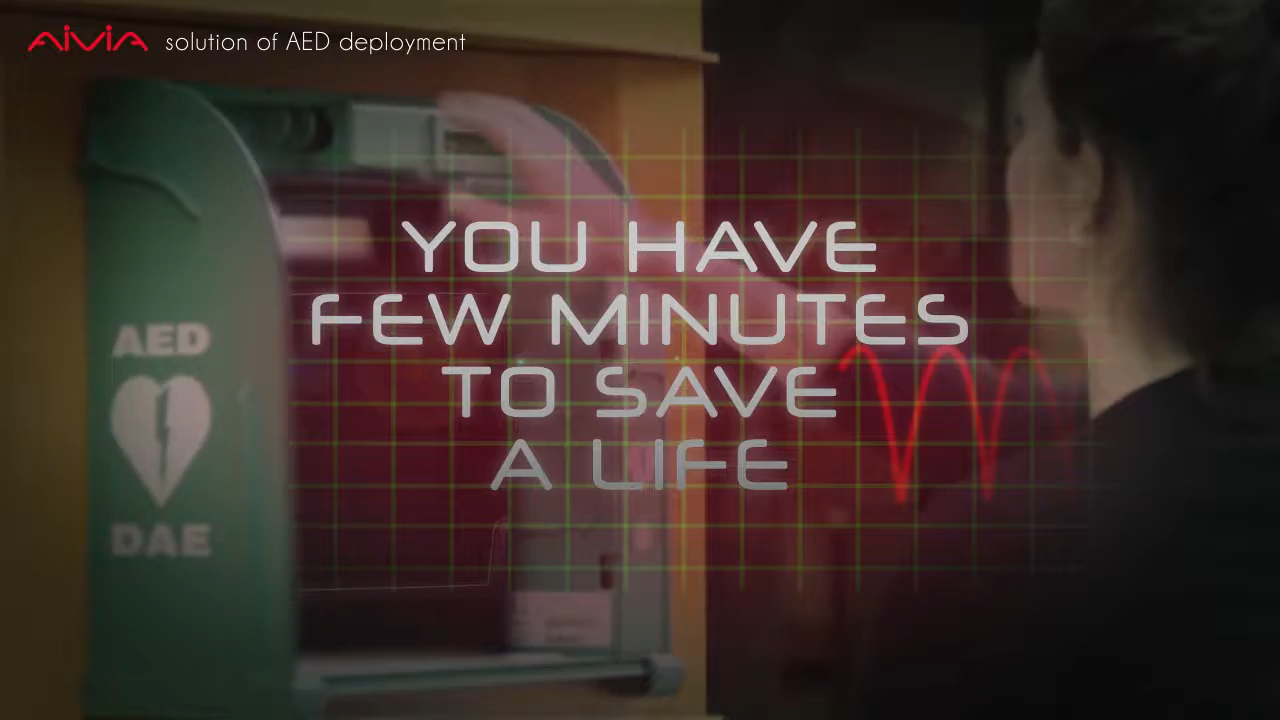 AiViA solution of AED deployment
YOU HAVE
FEW MINUTES
TO SAVE
A LIFE
AED
DAE